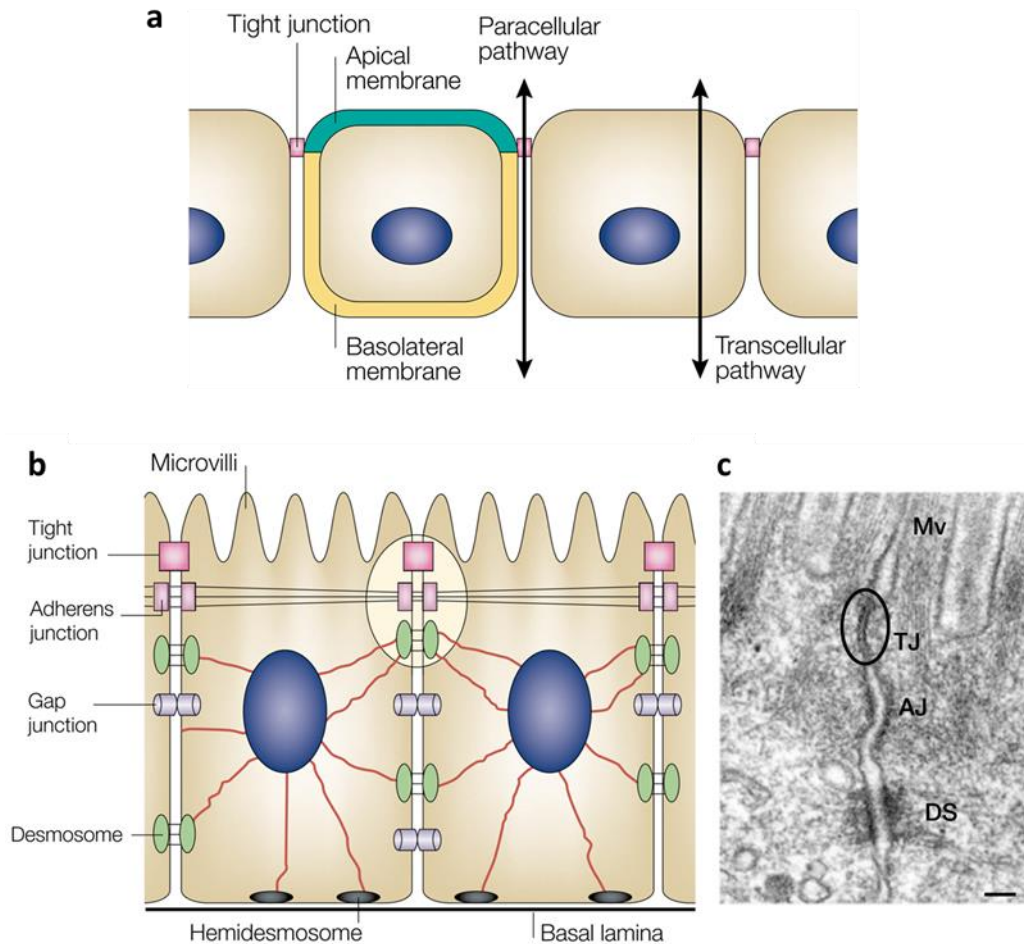 a
Tight junction
Apical
membrane
Paracellular
pathway
Basolateral
membrane
Transcellular
pathway
b
Microvilli
Tight
junction
Adherens
junction
Gap
junction
Desmosome
Hemidesmosome
Basal lamina
c
Mv
TJ
AJ
DS